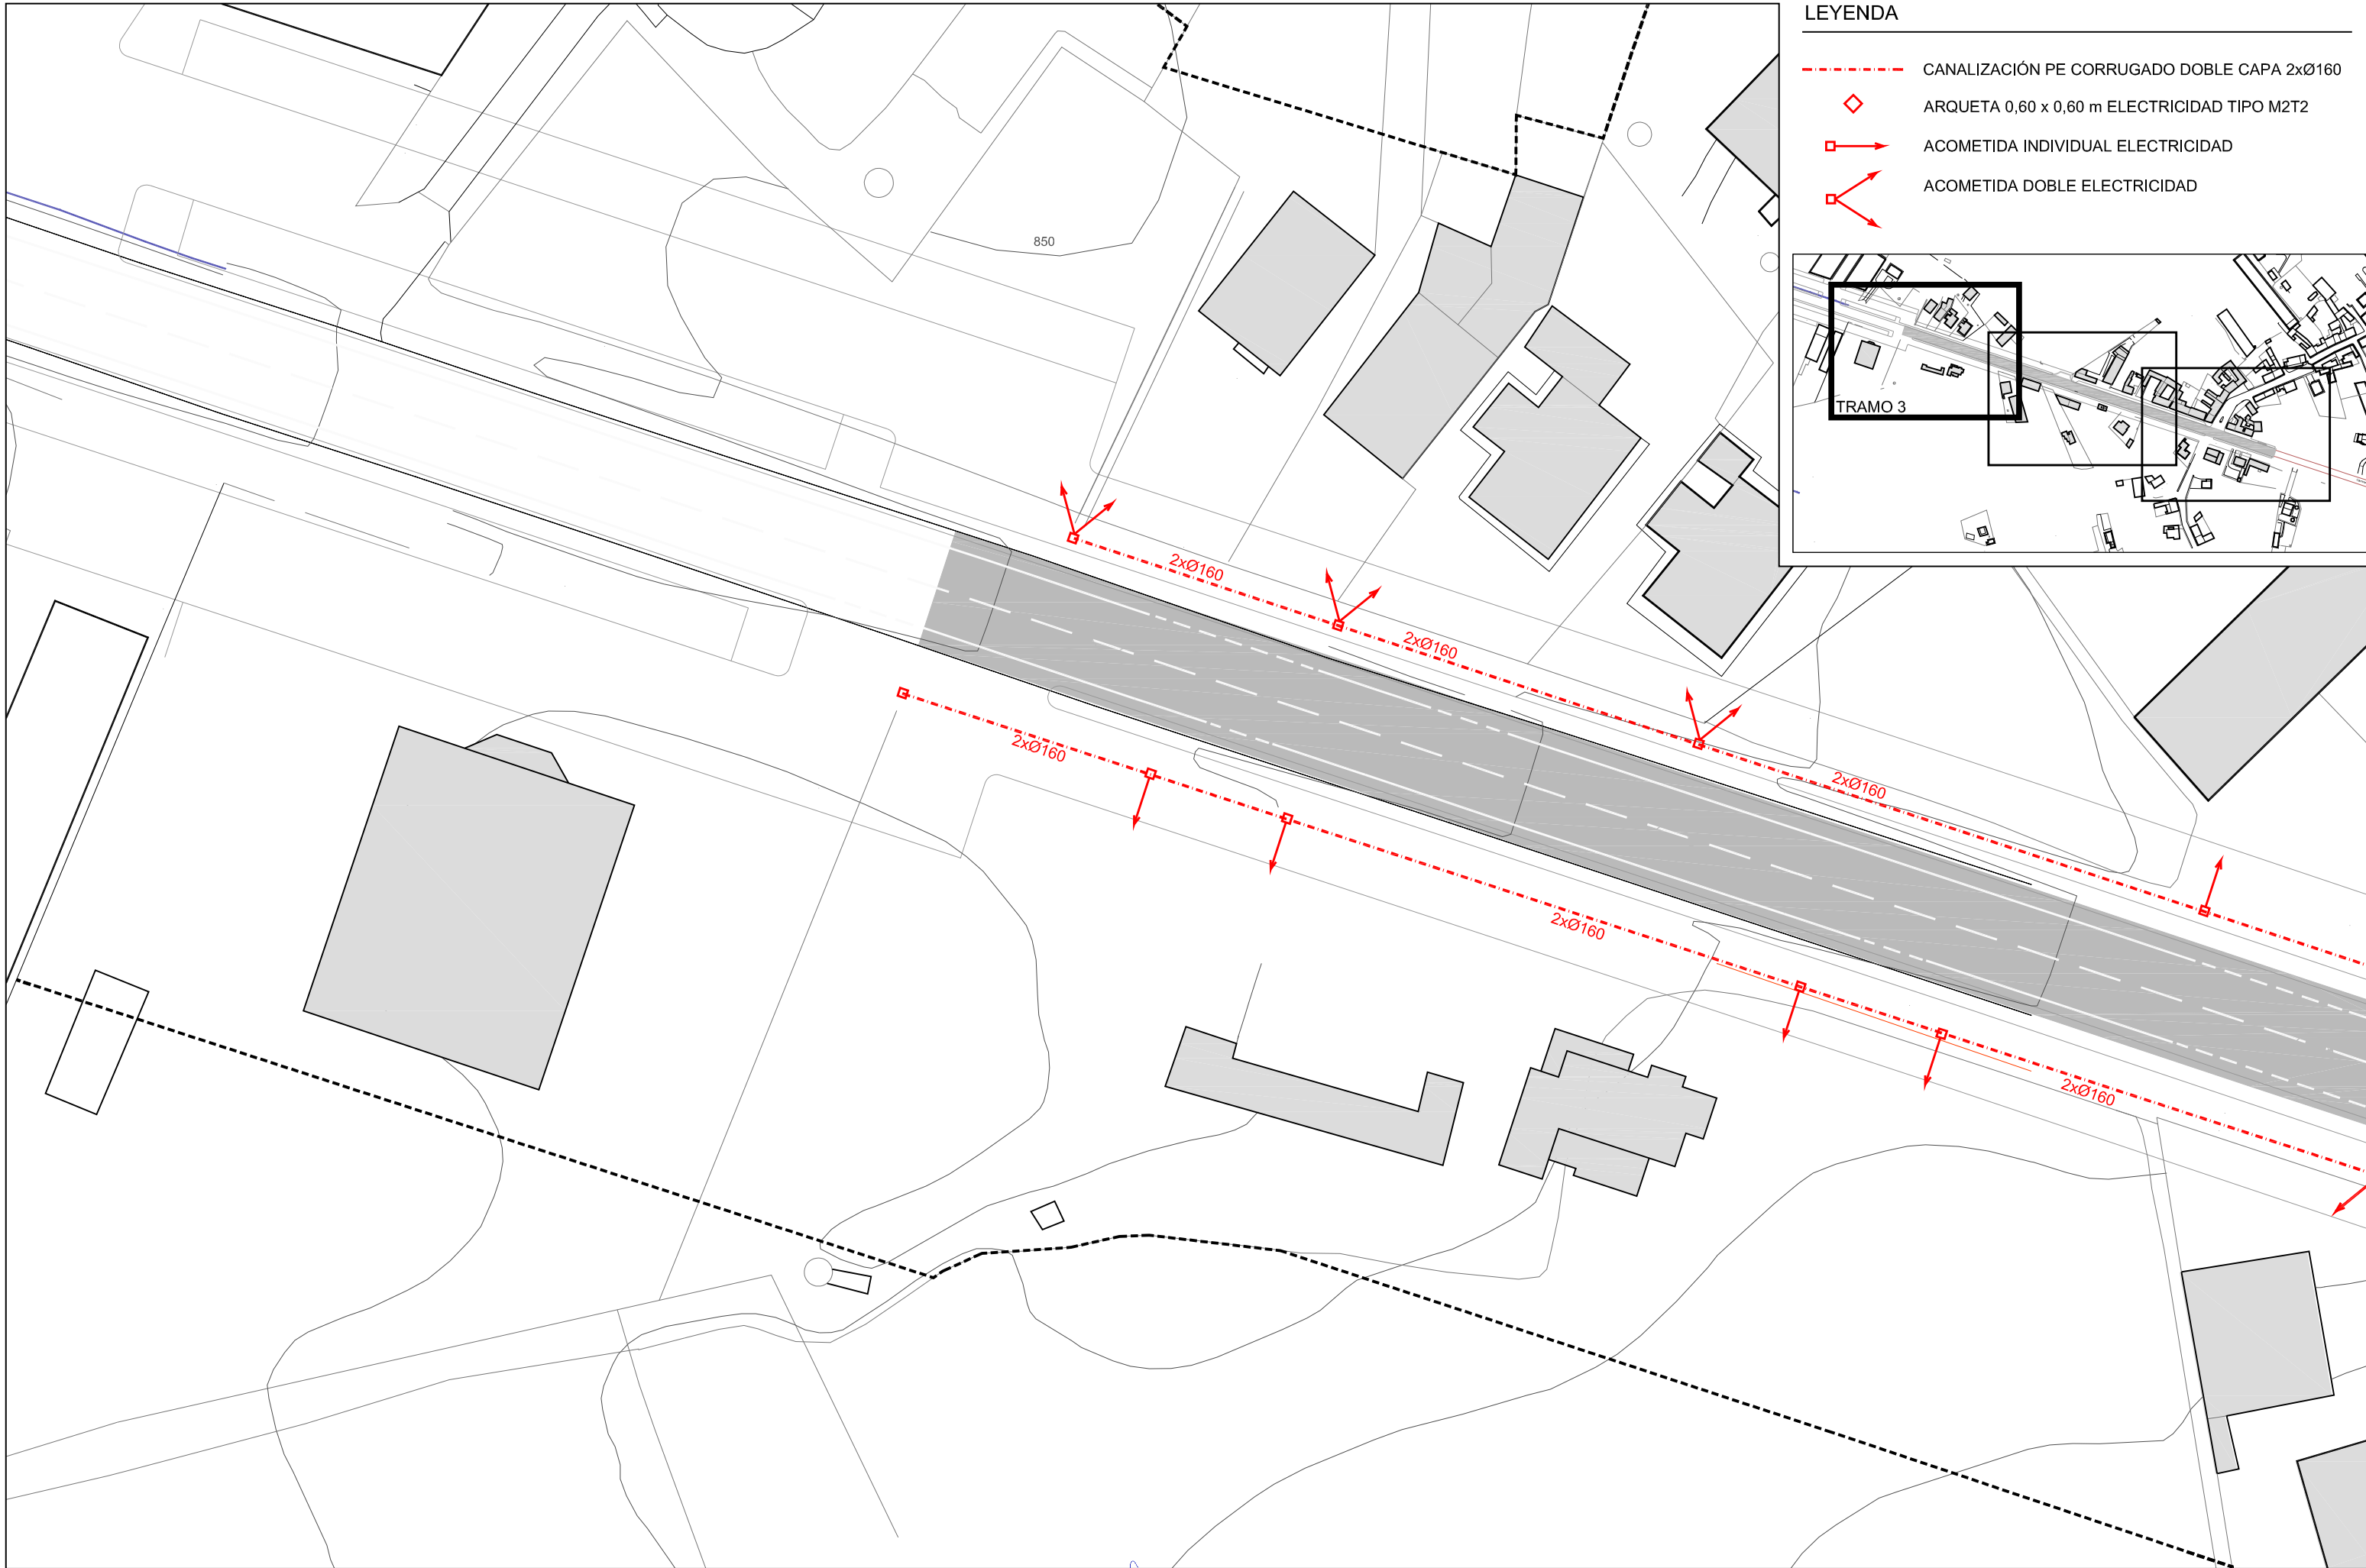 LEYENDA
CANALIZACIÓN PE CORRUGADO DOBLE CAPA 2xØ160
ARQUETA 0,60 x 0,60 m ELECTRICIDAD TIPO M2T2
ACOMETIDA INDIVIDUAL ELECTRICIDAD
ACOMETIDA DOBLE ELECTRICIDAD
850
TRAMO 3
2xØ160
2xØ160
2xØ160
2xØ160
2xØ160
2xØ160